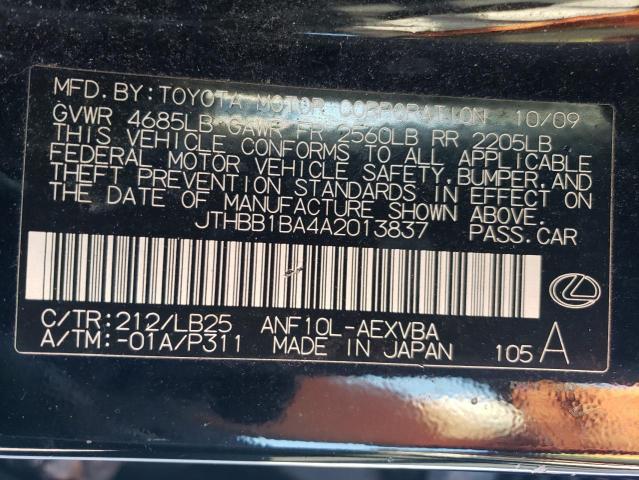 MFD. BY: TOYOTA MOTOR CORPORATION 10/09
GVWR 4685LB GAWR FR 2560LB RR 2205LB
THIS VEHICLE CONFORMS TO ALL APPLICABLE
FEDERAL MOTOR VEHICLE SAFETY, BUMPER, AND
THEFT PREVENTION STANDARDS IN EFFECT ON
THE DATE OF MANUFACTURE SHOWN ABOVE.
JTHBB1BA4A2013837 PASS.CAR
C/TR: 212/LB25 ANF10L-AEXVBA
A/TM: -01A/P311 MADE IN JAPAN 105 A